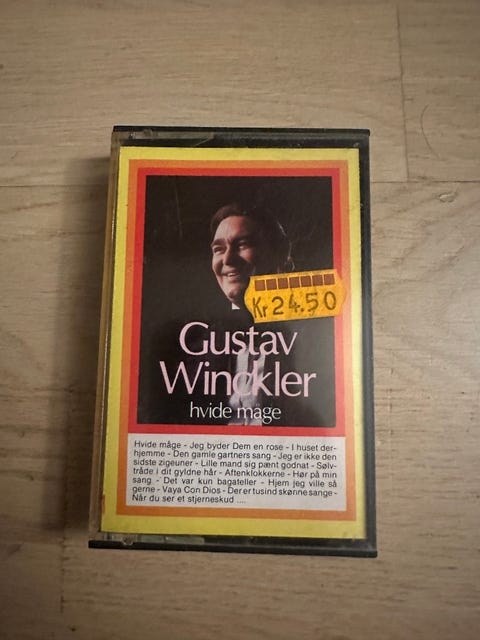 Kr 24.50
Gustav
Winckler
hvide måge
Hvide måge - Jeg byder Dem en rose - I huset der-
hjemme - Den gamle gartners sang - Jeg er ikke den
sidste zigeuner - Lille mand sig pænt godnat - Sølv-
tråde i dit gyldne hår - Aftenklokkerne - Hør på min
sang - Det var kun bagateller - Hjem jeg ville så
gerne - Vaya Con Dios - Der er tusind skønne sange -
Når du ser et stjerneskud ....